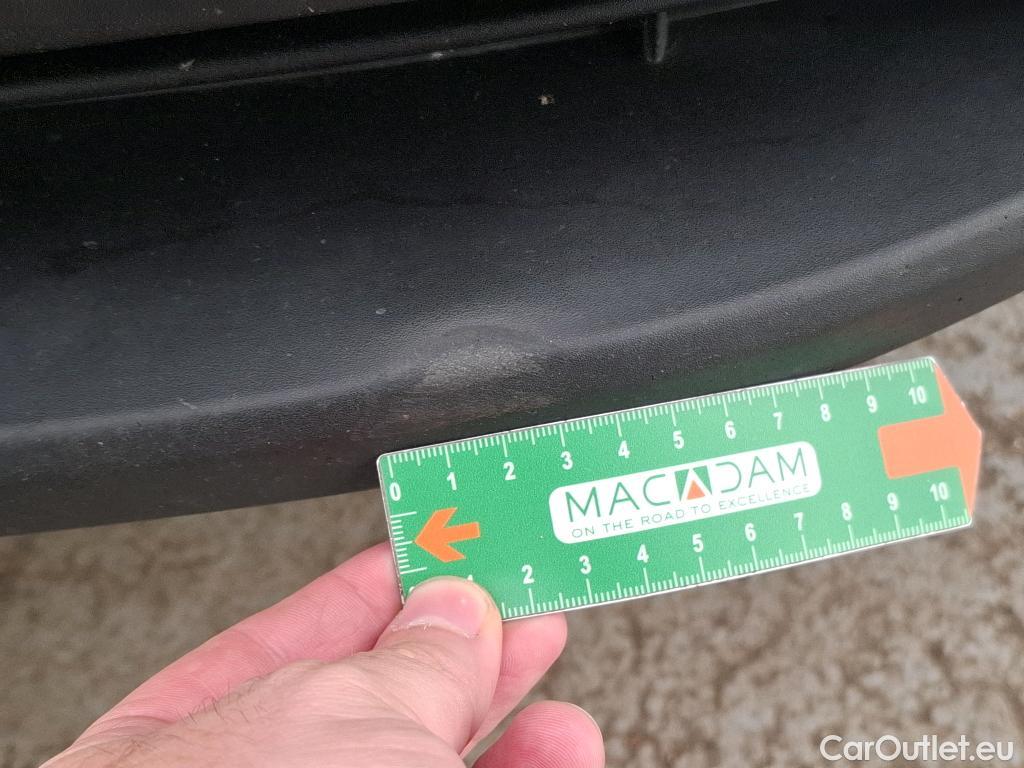 0 1 2 3 4 5 6 7 8 9 10
MACADAM
ON THE ROAD TO EXCELLENCE
1 2 3 4 5 6 7 8 9 10
CarOutlet.eu